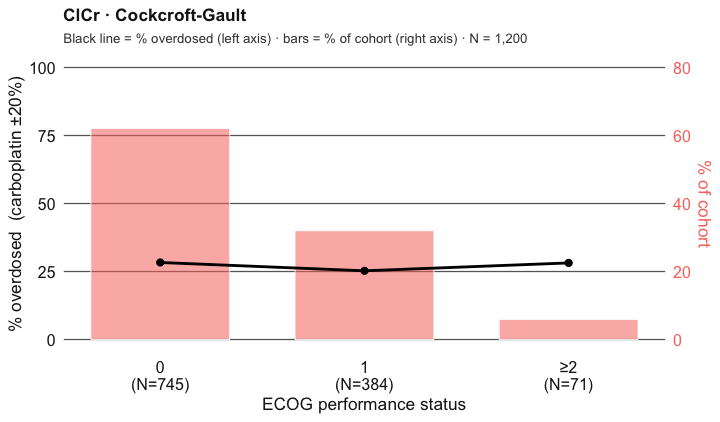 ClCr · Cockcroft-Gault
Black line = % overdosed (left axis) · bars = % of cohort (right axis) · N = 1,200
% overdosed (carboplatin ±20%)
100
75
50
25
0
80
60
40
20
0
% of cohort
0
(N=745)
1
(N=384)
≥2
(N=71)
ECOG performance status